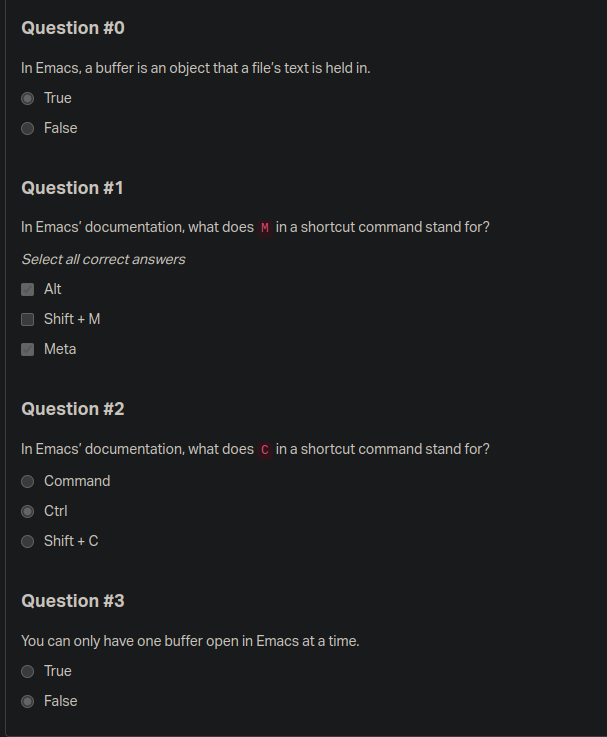 Question #0
In Emacs, a buffer is an object that a file’s text is held in.
True
False
Question #1
In Emacs’ documentation, what does M in a shortcut command stand for?
Select all correct answers
Alt
Shift + M
Meta
Question #2
In Emacs’ documentation, what does C in a shortcut command stand for?
Command
Ctrl
Shift + C
Question #3
You can only have one buffer open in Emacs at a time.
True
False